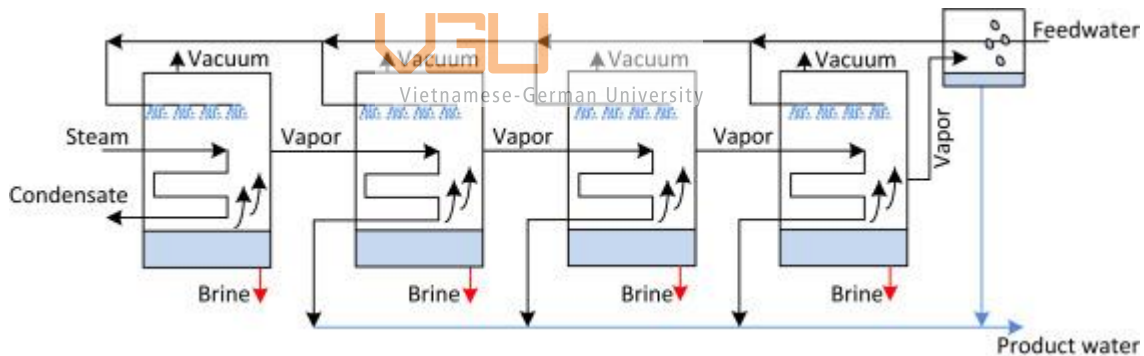 VGU
Feedwater
Vacuum
Vacuum
Vacuum
Vacuum
Vietnamese-German University
Steam
Vapor
Vapor
Vapor
Vapor
Condensate
Brine
Brine
Brine
Brine
Product water